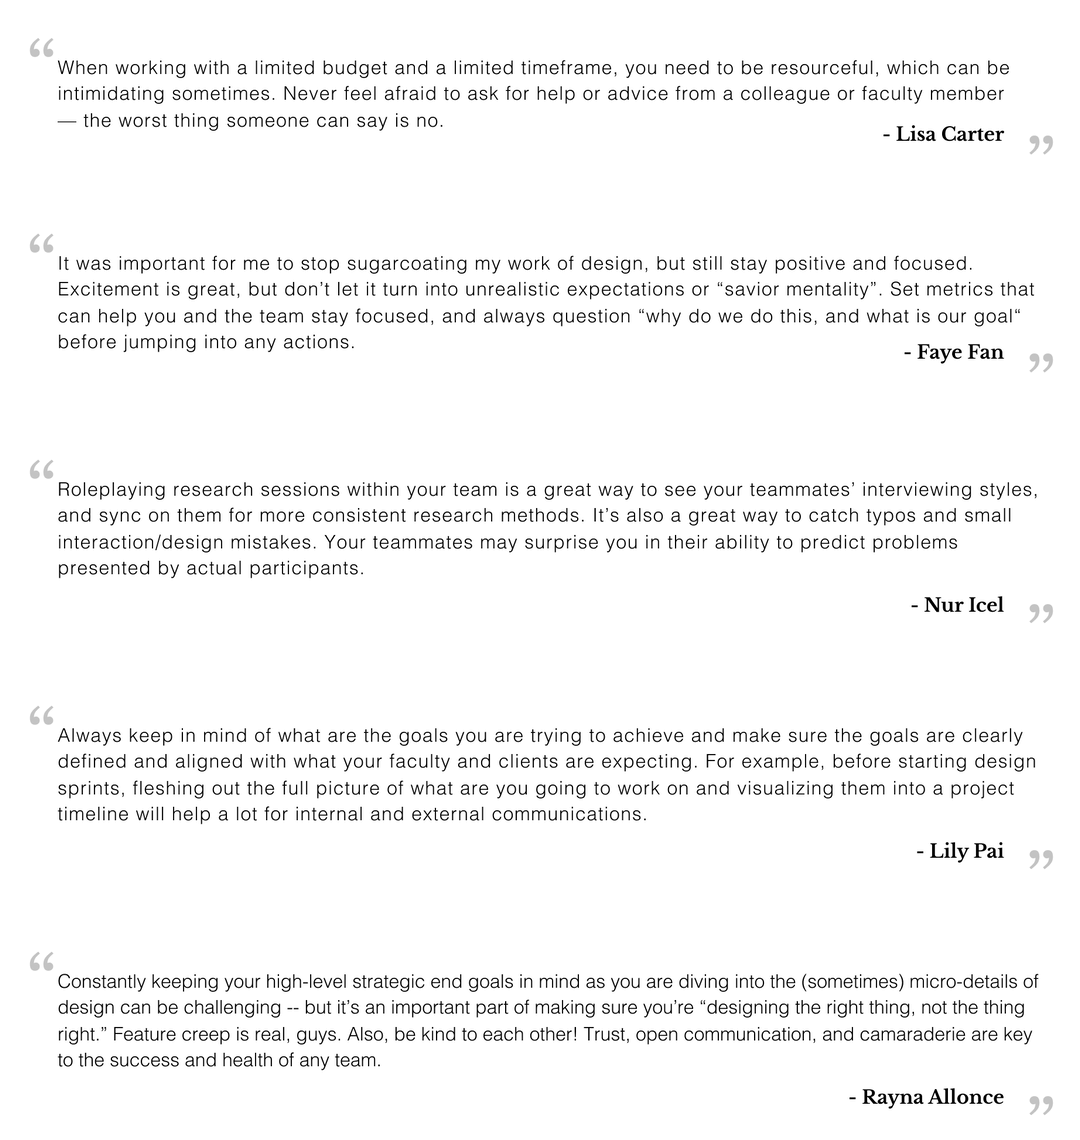 “
When working with a limited budget and a limited timeframe, you need to be resourceful, which can be
intimidating sometimes. Never feel afraid to ask for help or advice from a colleague or faculty member
— the worst thing someone can say is no.
- Lisa Carter ”
“
It was important for me to stop sugarcoating my work of design, but still stay positive and focused.
Excitement is great, but don’t let it turn into unrealistic expectations or “savior mentality”. Set metrics that
can help you and the team stay focused, and always question “why do we do this, and what is our goal“
before jumping into any actions.
- Faye Fan ”
“
Roleplaying research sessions within your team is a great way to see your teammates’ interviewing styles,
and sync on them for more consistent research methods. It’s also a great way to catch typos and small
interaction/design mistakes. Your teammates may surprise you in their ability to predict problems
presented by actual participants.
- Nur Icel ”
“
Always keep in mind of what are the goals you are trying to achieve and make sure the goals are clearly
defined and aligned with what your faculty and clients are expecting. For example, before starting design
sprints, fleshing out the full picture of what are you going to work on and visualizing them into a project
timeline will help a lot for internal and external communications.
- Lily Pai ”
“
Constantly keeping your high-level strategic end goals in mind as you are diving into the (sometimes) micro-details of
design can be challenging -- but it’s an important part of making sure you’re “designing the right thing, not the thing
right.” Feature creep is real, guys. Also, be kind to each other! Trust, open communication, and camaraderie are key
to the success and health of any team.
- Rayna Allonce ”